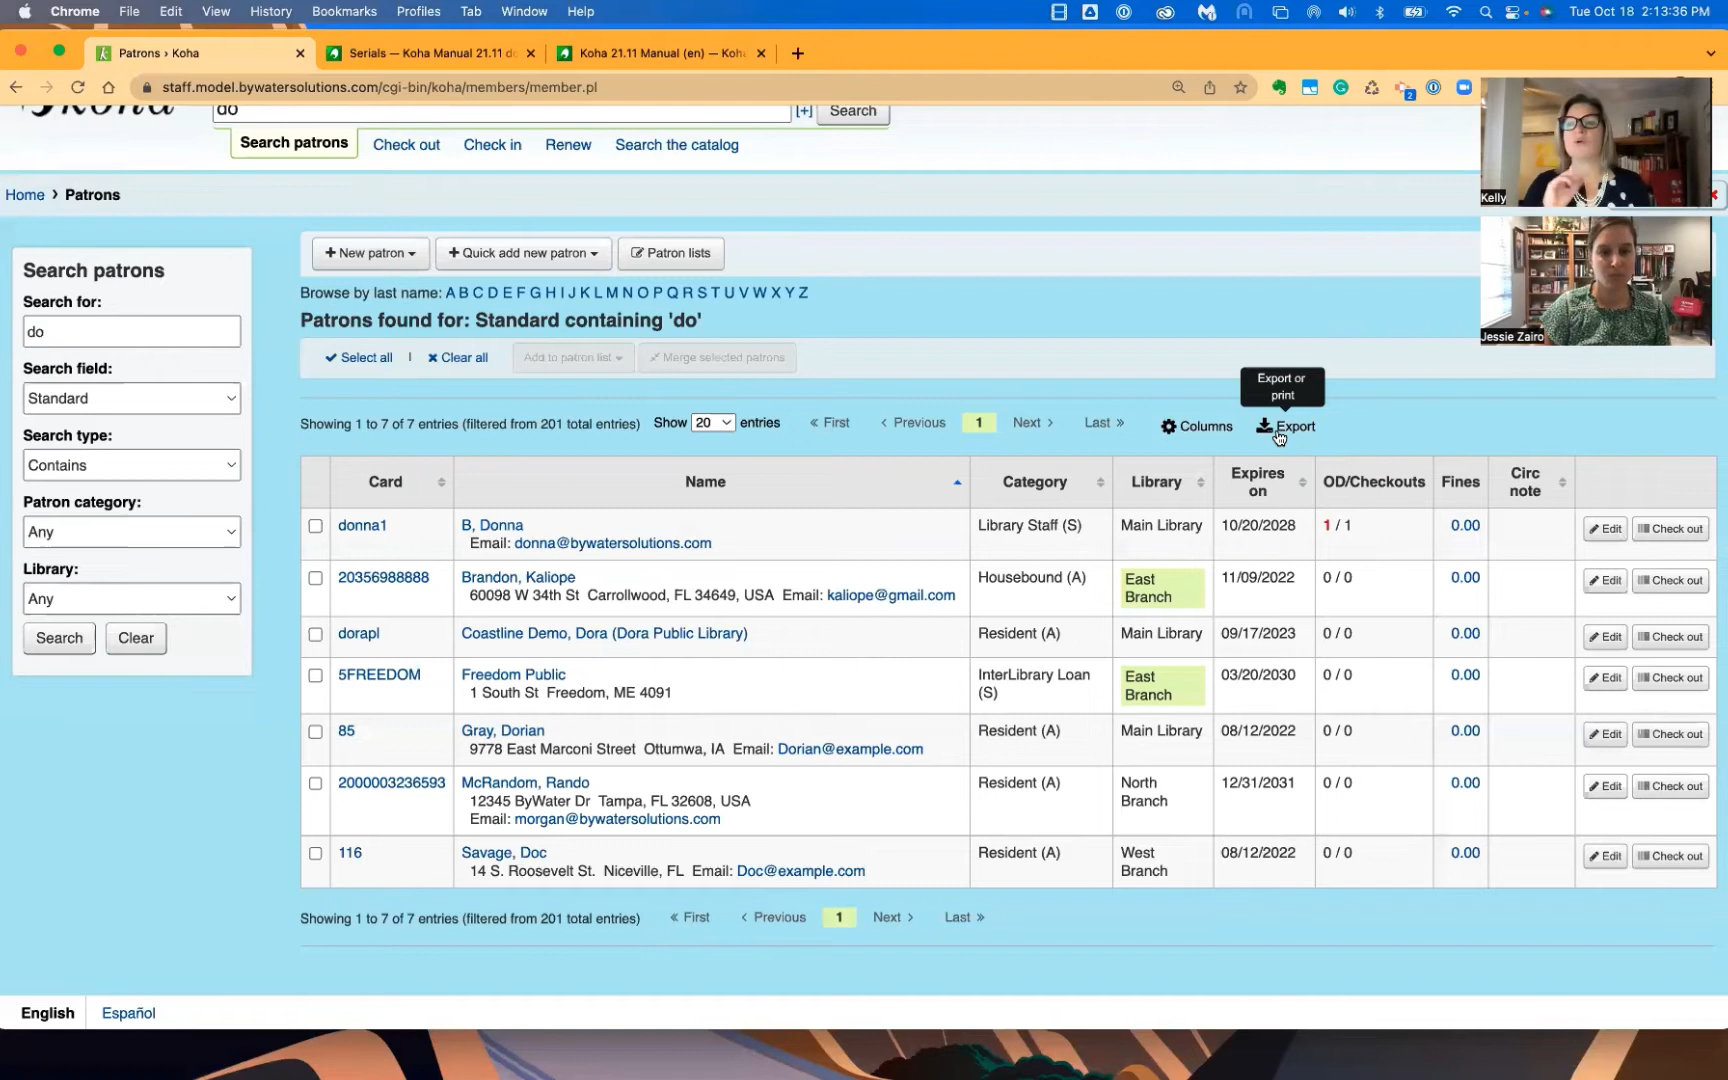 Chrome File Edit View History Bookmarks Profiles Tab Window Help Tue Oct 18 2:13:36 PM
Patrons › Koha Serials — Koha Manual 21.11 do Koha 21.11 Manual (en) — Koh
staff.model.bywatersolutions.com/cgi-bin/koha/members/member.pl
2
koha do [+] Search
Search patrons Check out Check in Renew Search the catalog
Kelly
Home › Patrons
Search patrons
Search for:
do
Search field:
Standard
Search type:
Contains
Patron category:
Any
Library:
Any
Search Clear
+ New patron + Quick add new patron Patron lists
Browse by last name: A B C D E F G H I J K L M N O P Q R S T U V W X Y Z
Patrons found for: Standard containing 'do'
Jessie Zairo
Select all | Clear all Add to patron list Merge selected patrons
Export or
print
Showing 1 to 7 of 7 entries (filtered from 201 total entries) Show 20 entries « First ‹ Previous 1 Next › Last » Columns Export
Card Name Category Library Expires on OD/Checkouts Fines Circ note
donna1 B, Donna Library Staff (S) Main Library 10/20/2028 1 / 1 0.00 Edit Check out
Email: donna@bywatersolutions.com
20356988888 Brandon, Kaliope Housebound (A) East Branch 11/09/2022 0 / 0 0.00 Edit Check out
60098 W 34th St Carrollwood, FL 34649, USA Email: kaliope@gmail.com
dorapl Coastline Demo, Dora (Dora Public Library) Resident (A) Main Library 09/17/2023 0 / 0 0.00 Edit Check out
5FREEDOM Freedom Public InterLibrary Loan (S) East Branch 03/20/2030 0 / 0 0.00 Edit Check out
1 South St Freedom, ME 4091
85 Gray, Dorian Resident (A) Main Library 08/12/2022 0 / 0 0.00 Edit Check out
9778 East Marconi Street Ottumwa, IA Email: Dorian@example.com
2000003236593 McRandom, Rando Resident (A) North Branch 12/31/2031 0 / 0 0.00 Edit Check out
12345 ByWater Dr Tampa, FL 32608, USA
Email: morgan@bywatersolutions.com
116 Savage, Doc Resident (A) West Branch 08/12/2022 0 / 0 0.00 Edit Check out
14 S. Roosevelt St. Niceville, FL Email: Doc@example.com
Showing 1 to 7 of 7 entries (filtered from 201 total entries) « First ‹ Previous 1 Next › Last »
English Español